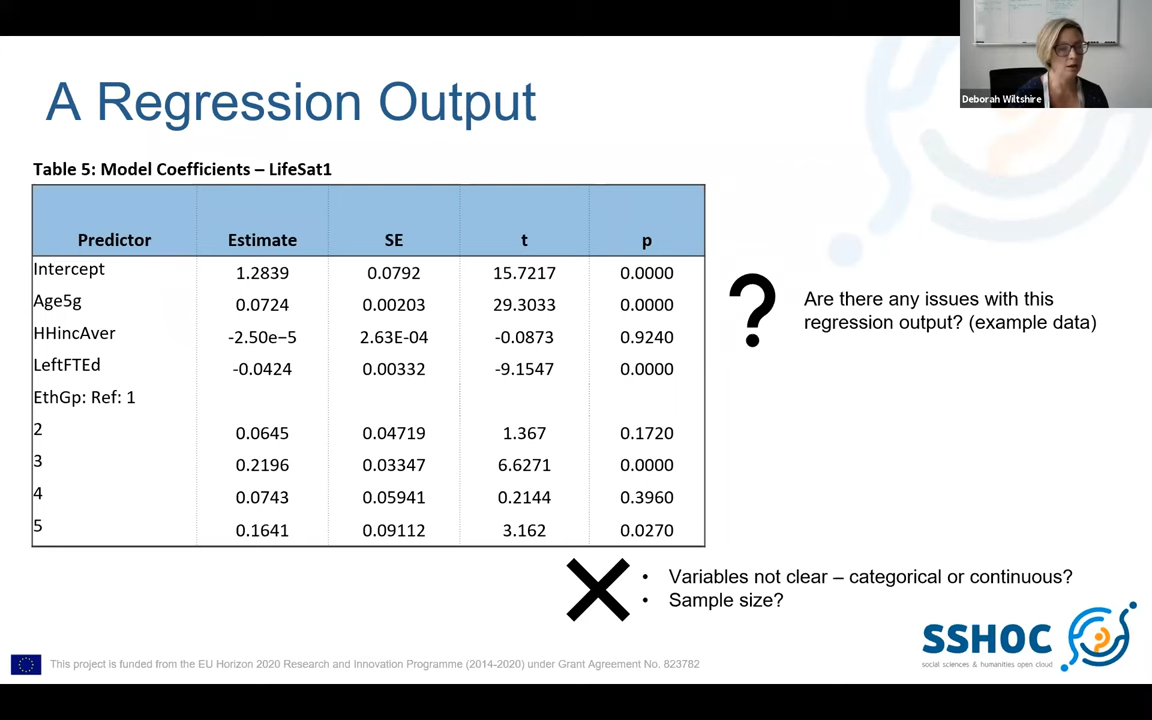 Deborah Wiltshire
A Regression Output
Table 5: Model Coefficients – LifeSat1
Predictor Estimate SE t p
Intercept 1.2839 0.0792 15.7217 0.0000
Age5g 0.0724 0.00203 29.3033 0.0000
HHincAver -2.50e−5 2.63E-04 -0.0873 0.9240
LeftFTEd -0.0424 0.00332 -9.1547 0.0000
EthGp: Ref: 1
2 0.0645 0.04719 1.367 0.1720
3 0.2196 0.03347 6.6271 0.0000
4 0.0743 0.05941 0.2144 0.3960
5 0.1641 0.09112 3.162 0.0270
?
Are there any issues with this
regression output? (example data)
• Variables not clear – categorical or continuous?
• Sample size?
SSHOC
social sciences & humanities open cloud
This project is funded from the EU Horizon 2020 Research and Innovation Programme (2014-2020) under Grant Agreement No. 823782